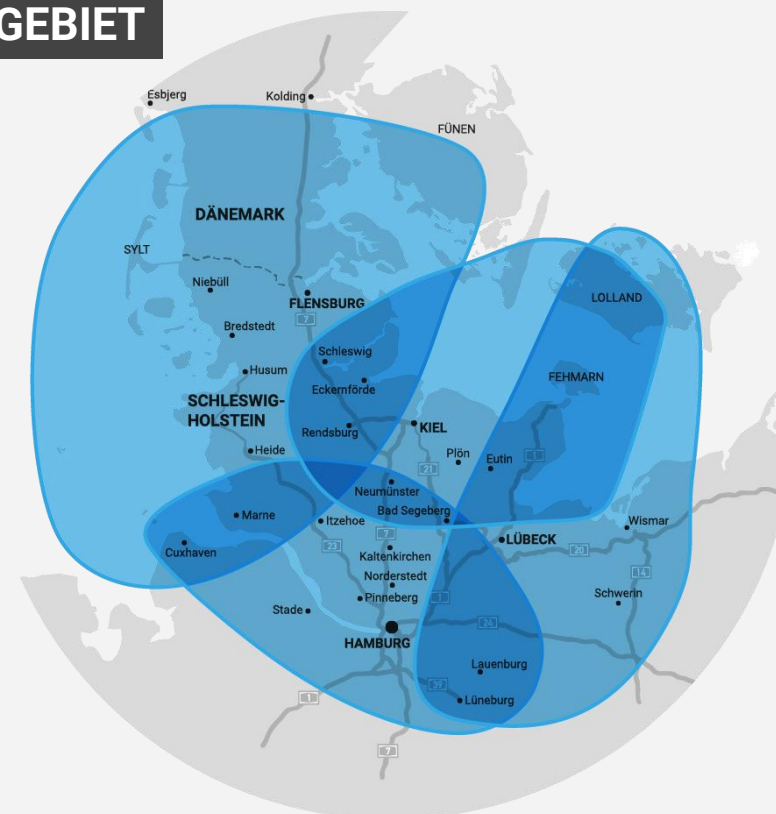 GEBIET
Esbjerg
Kolding
FÜNEN
DÄNEMARK
SYLT
Niebüll
FLENSBURG
7
LOLLAND
Bredstedt
Schleswig
Husum
Eckernförde
FEHMARN
SCHLESWIG-
HOLSTEIN
Rendsburg
KIEL
Heide
Plön
Eutin
1
21
Neumünster
Marne
Itzehoe
Bad Segeberg
Wismar
7
LÜBECK
Cuxhaven
23
Kaltenkirchen
20
Norderstedt
14
Pinneberg
1
Schwerin
Stade
24
HAMBURG
Lauenburg
39
1
Lüneburg
7